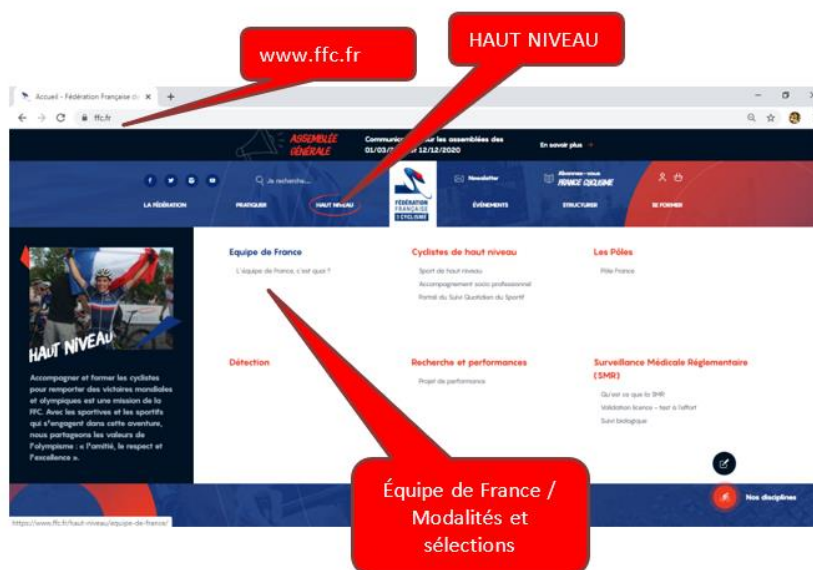 www.ffc.fr
HAUT NIVEAU
Accueil - Fédération Française de
ffc.fr
ASSEMBLÉE
GÉNÉRALE
En savoir plus
Je recherche...
Newsletter
Abonnez-vous
FRANCE CYCLISME
LA FÉDÉRATION
PRATIQUER
HAUT NIVEAU
FÉDÉRATION
FRANÇAISE
CYCLISME
ÉVÉNEMENTS
STRUCTURER
SE FORMER
HAUT NIVEAU
Accompagner et former les cyclistes
pour remporter des victoires mondiales
et olympiques est une mission de la
FFC. Avec les sportives et les sportifs
qui s'engagent dans cette aventure,
nous partageons les valeurs de
l'olympisme : « l'amitié, le respect et
l'excellence ».
Equipe de France
L'équipe de France, c'est quoi ?
Cyclistes de haut niveau
Sport de haut niveau
Accompagnement socio professionnel
Portail du Suivi Quotidien du Sportif
Les Pôles
Pôle France
Détection
Recherche et performances
Projet de performance
Surveillance Médicale Réglementaire
(SMR)
Qu'est ce que la SMR
Validation licence – test à l'effort
Suivi biologique
Équipe de France /
Modalités et
sélections
Nos disciplines
https://www.ffc.fr/haut-niveau/equipe-de-france/